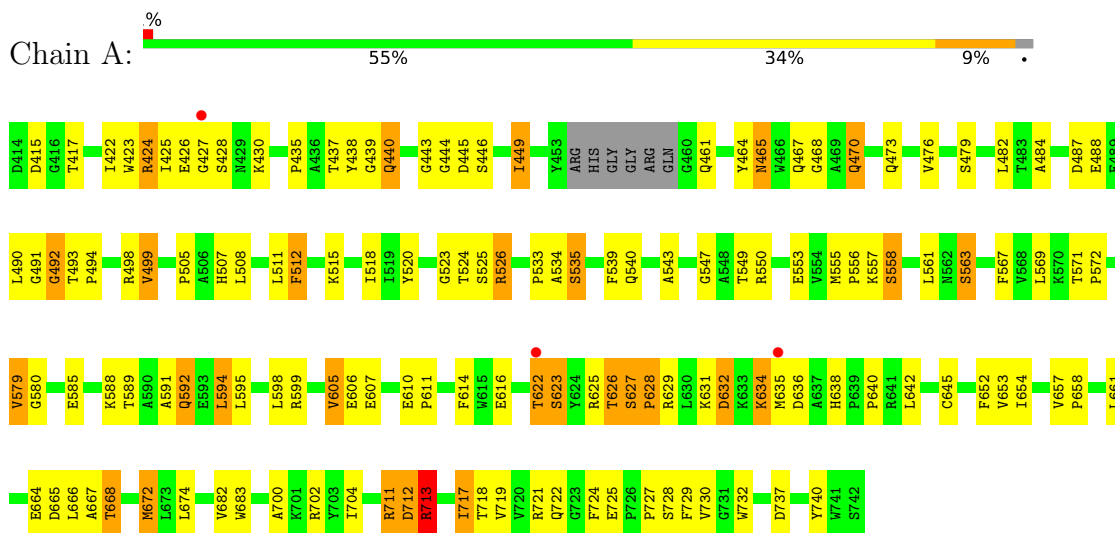 %
Chain A:
55% 34% 9% •
D414 D415 G416 T417 I422 W423 R424 I425 E426 G427 S428 N429 K430 P435 A436 T437 Y438 G439 Q440 G443 G444 D445 S446 I449 Y453 ARG HIS GLY GLY ARG GLN G460 Q461 Y464 N465 W466 Q467 G468 A469 Q470 Q473 V476 S479 L482 T483 A484 D487 E488 E489
L490 G491 G492 T493 P494 R498 V499 P505 A506 H507 L508 L511 F512 K515 I518 I519 Y520 G523 T524 S525 R526 P533 A534 S535 F539 Q540 A543 G547 A548 T549 R550 E553 V554 M555 P556 K557 S558 L561 N562 S563 F567 V568 L569 K570 T571 P572
V579 G580 E585 K588 T589 A590 A591 Q592 E593 L594 L595 L598 R599 V605 E606 E607 E610 P611 F614 W615 E616 T622 S623 Y624 R625 T626 S627 P628 R629 L630 K631 D632 K633 K634 M635 D636 A637 H638 P639 P640 R641 L642 C645 F652 V653 I654 V657 P658 L661
E664 D665 L666 A667 T668 M672 L673 L674 V682 W683 A700 K701 R702 Y703 I704 R711 D712 R713 I717 T718 V719 V720 R721 Q722 G723 F724 E725 P726 P727 S728 F729 V730 G731 W732 D737 Y740 W741 S742